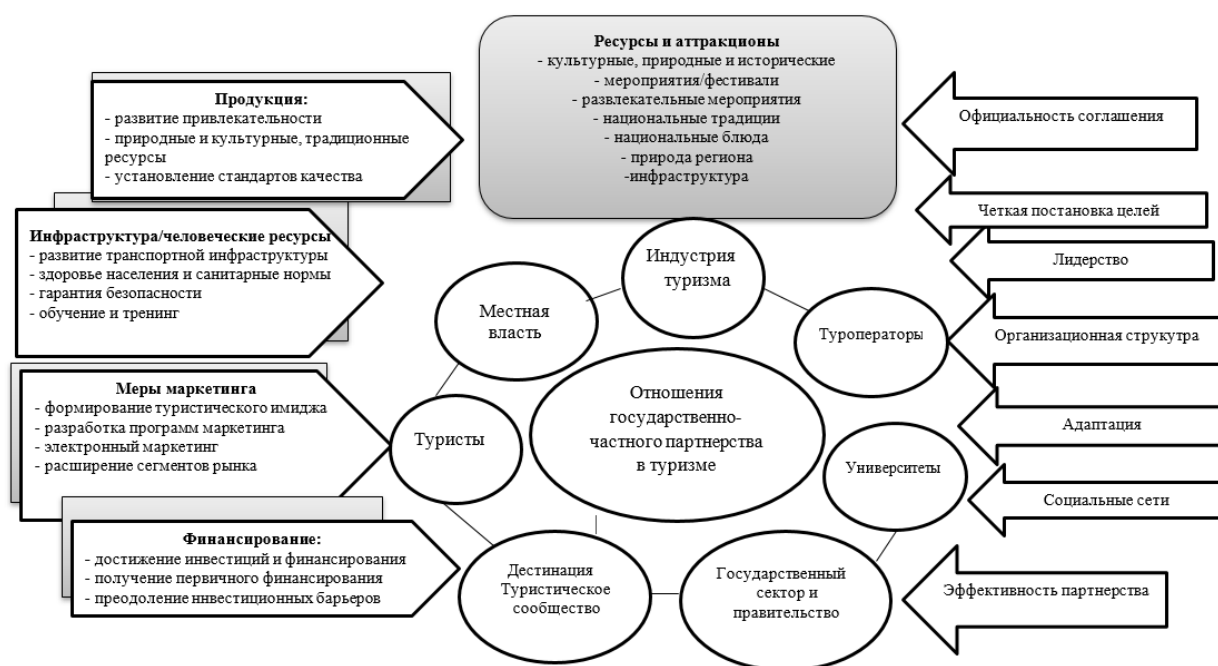 Ресурсы и аттракционы
- культурные, природные и исторические
- мероприятия/фестивали
- развлекательные мероприятия
- национальные традиции
- национальные блюда
- природа региона
-инфраструктура
Продукция:
- развитие привлекательности
- природные и культурные, традиционные
ресурсы
- установление стандартов качества
Инфраструктура/человеческие ресурсы
- развитие транспортной инфраструктуры
- здоровье населения и санитарные нормы
- гарантия безопасности
- обучение и тренинг
Меры маркетинга
- формирование туристического имиджа
- разработка программ маркетинга
- электронный маркетинг
- расширение сегментов рынка
Финансирование:
- достижение инвестиций и финансирования
- получение первичного финансирования
- преодоление ннвестиционных барьеров
Индустрия
туризма
Местная
власть
Туроператоры
Отношения
государственно-
частного партнерства
в туризме
Туристы
Университеты
Дестинация
Туристическое
сообщество
Государственный
сектор и
правительство
Официальность соглашения
Четкая постановка целей
Лидерство
Организационная струкутра
Адаптация
Социальные сети
Эффективность партнерства